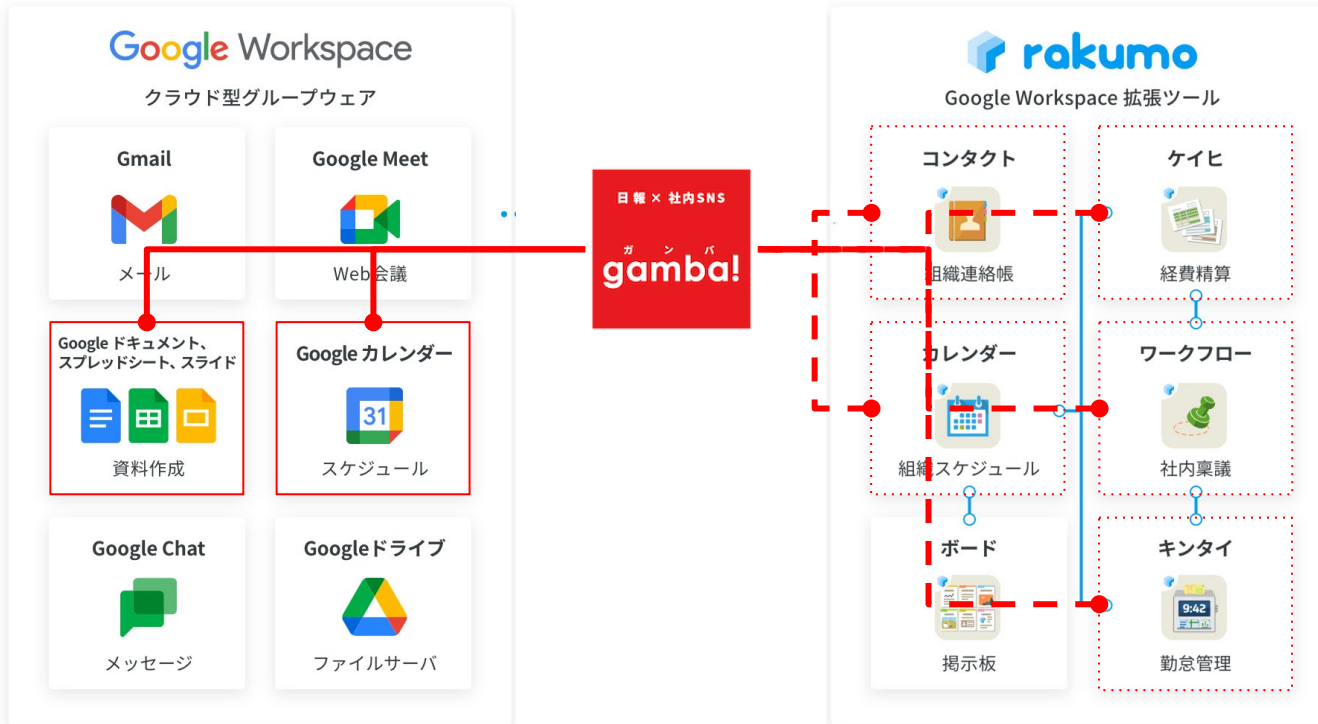 Google Workspace
クラウド型グループウェア
Gmail
メール
Google Meet
Web会議
Google ドキュメント、
スプレッドシート、スライド
資料作成
Google カレンダー
31
スケジュール
Google Chat
メッセージ
Googleドライブ
ファイルサーバ
日報 × 社内SNS
ガンバ
gamba!
rakumo
Google Workspace 拡張ツール
コンタクト
組織連絡帳
ケイヒ
経費精算
カレンダー
組織スケジュール
ワークフロー
社内稟議
ボード
掲示板
キンタイ
9:42
勤怠管理